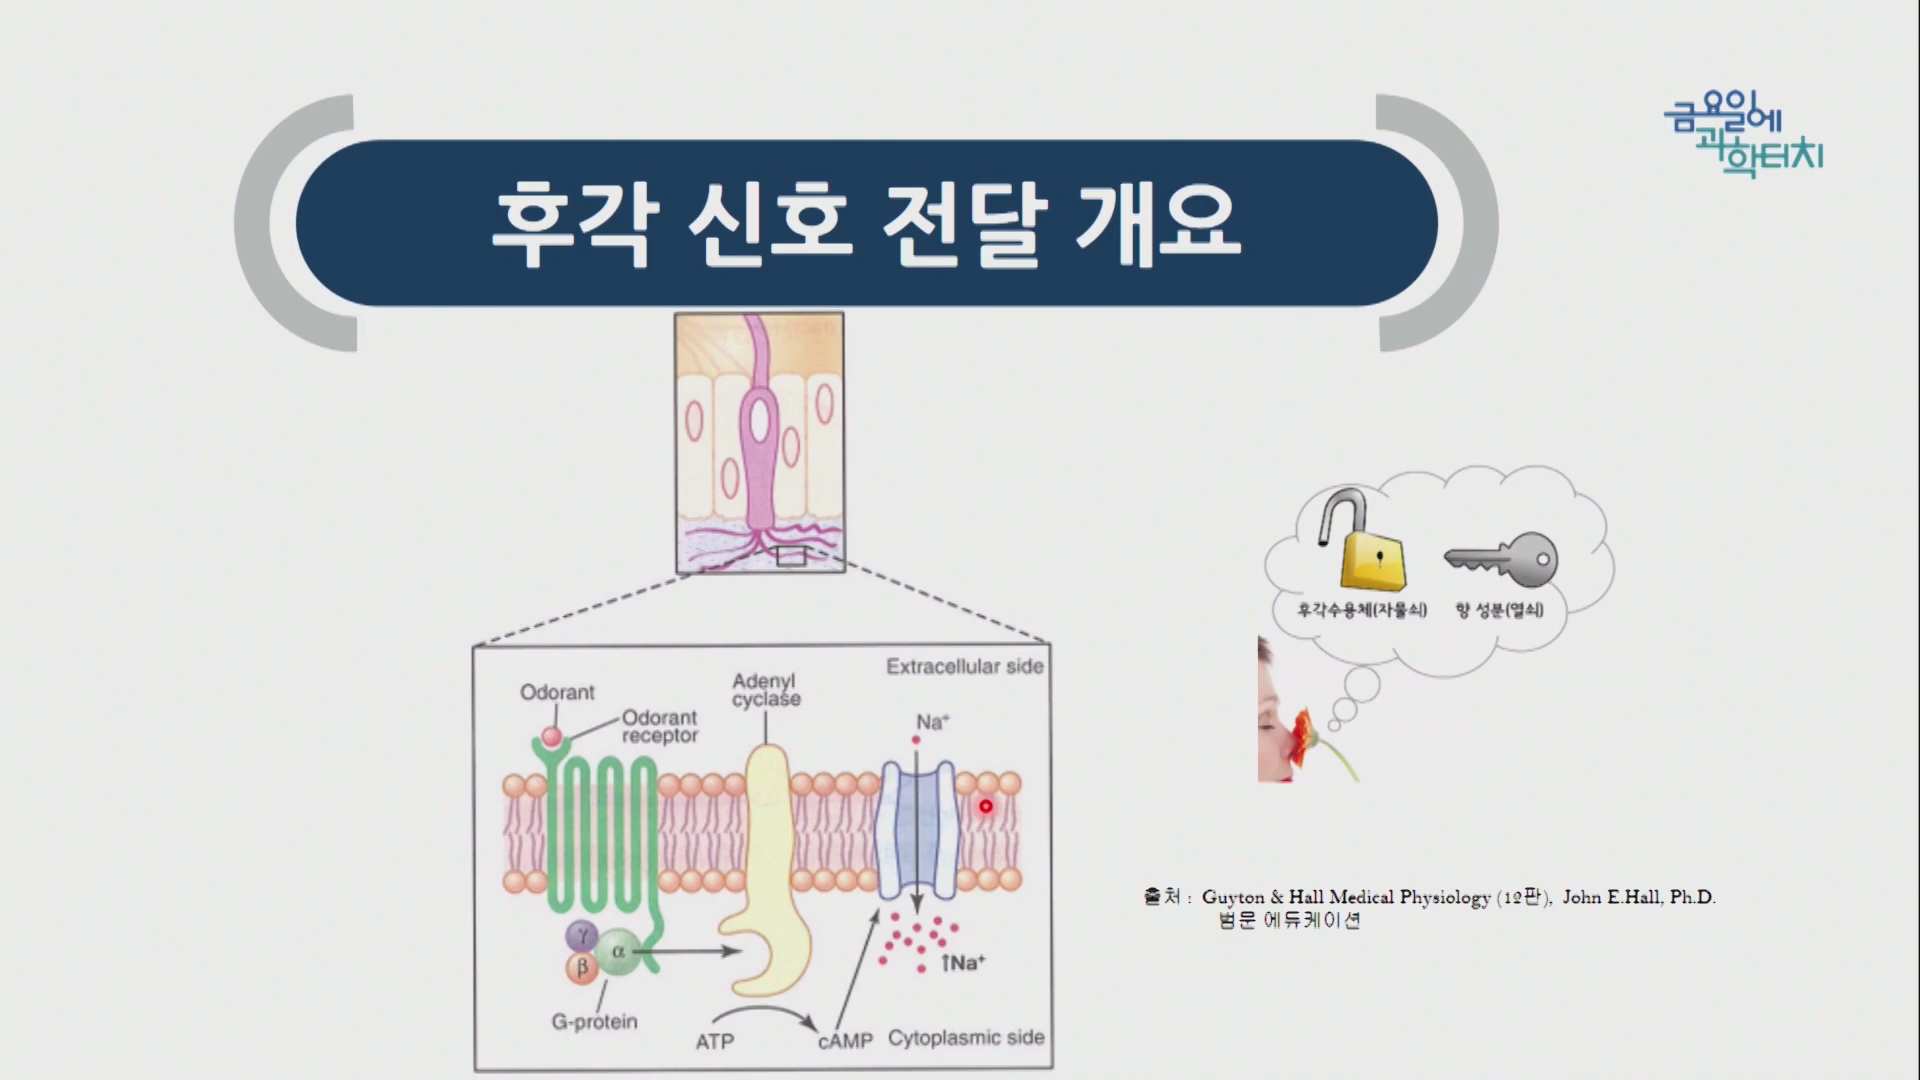 금요일에
과학터치
후각 신호 전달 개요
후각수용체(자물쇠)
향 성분(열쇠)
Extracellular side
Odorant
Odorant
receptor
Adenyl
cyclase
Na⁺
γ
β
α
G-protein
↑Na⁺
ATP
cAMP
Cytoplasmic side
출처 : Guyton & Hall Medical Physiology (12판), John E.Hall, Ph.D.
범문 에듀케이션